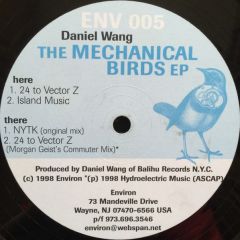 ENV 005
Daniel Wang
THE MECHANICAL
BIRDS EP
here
1. 24 to Vector Z
2. Island Music
there
1. NYTK (original mix)
2. 24 to Vector Z
(Morgan Geist's Commuter Mix)*
Produced by Daniel Wang of Balihu Records N.Y.C.
(c) 1998 Environ *(p) 1998 Hydroelectric Music (ASCAP)
Environ
73 Mandeville Drive
Wayne, NJ 07470-6566 USA
p/f 973.696.3546
environ@webspan.net